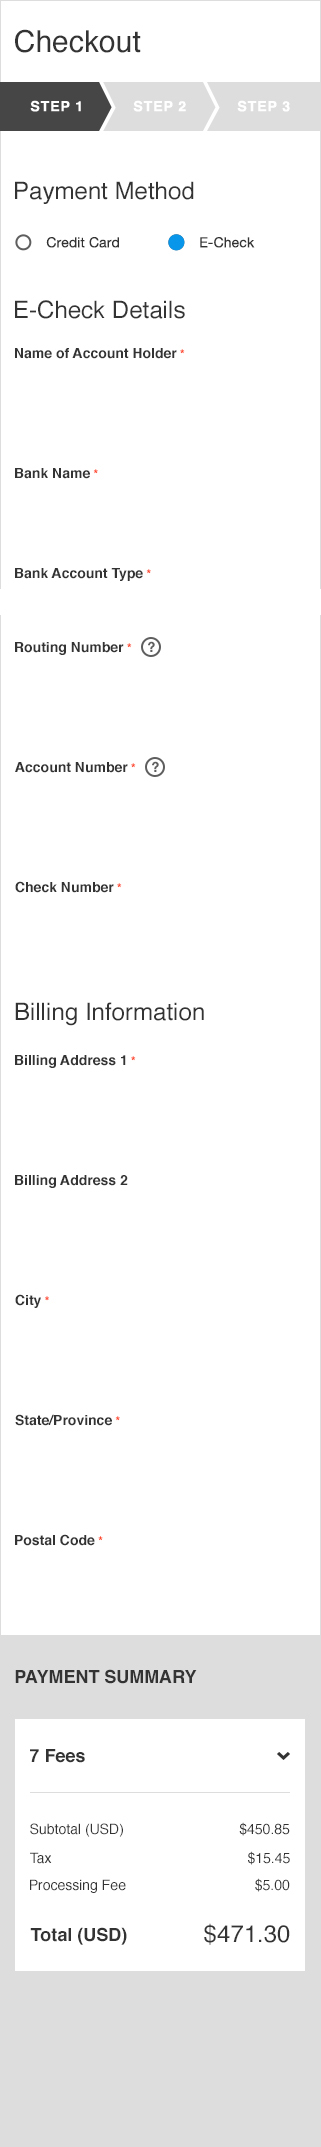 Checkout
STEP 1 STEP 2 STEP 3
Payment Method
Credit Card E-Check
E-Check Details
Name of Account Holder *
Bank Name *
Bank Account Type *
Routing Number * ?
Account Number * ?
Check Number *
Billing Information
Billing Address 1 *
Billing Address 2
City *
State/Province *
Postal Code *
PAYMENT SUMMARY
7 Fees
Subtotal (USD) $450.85
Tax $15.45
Processing Fee $5.00
Total (USD) $471.30